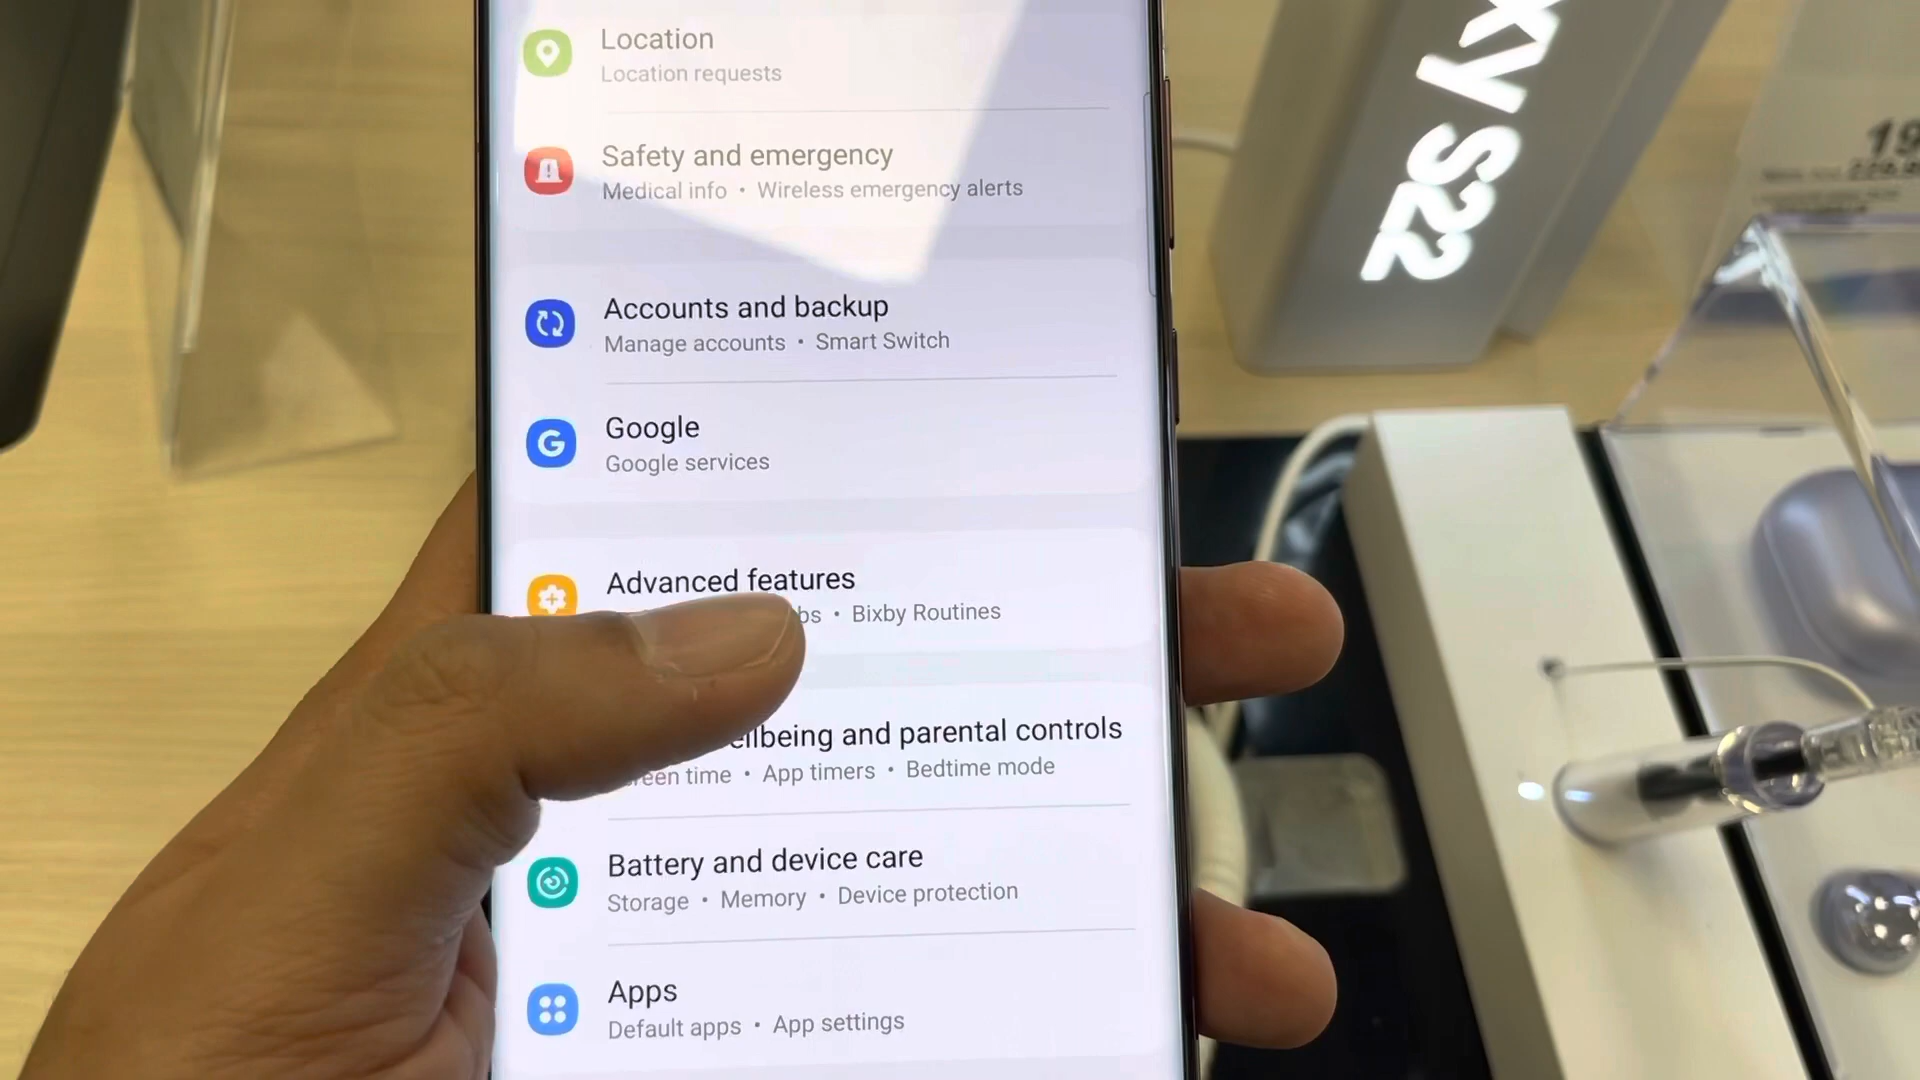 Location
Location requests
Safety and emergency
Medical info • Wireless emergency alerts
Accounts and backup
Manage accounts • Smart Switch
Google
Google services
Advanced features
bs • Bixby Routines
ellbeing and parental controls
reen time • App timers • Bedtime mode
Battery and device care
Storage • Memory • Device protection
Apps
Default apps • App settings
xy S22
19